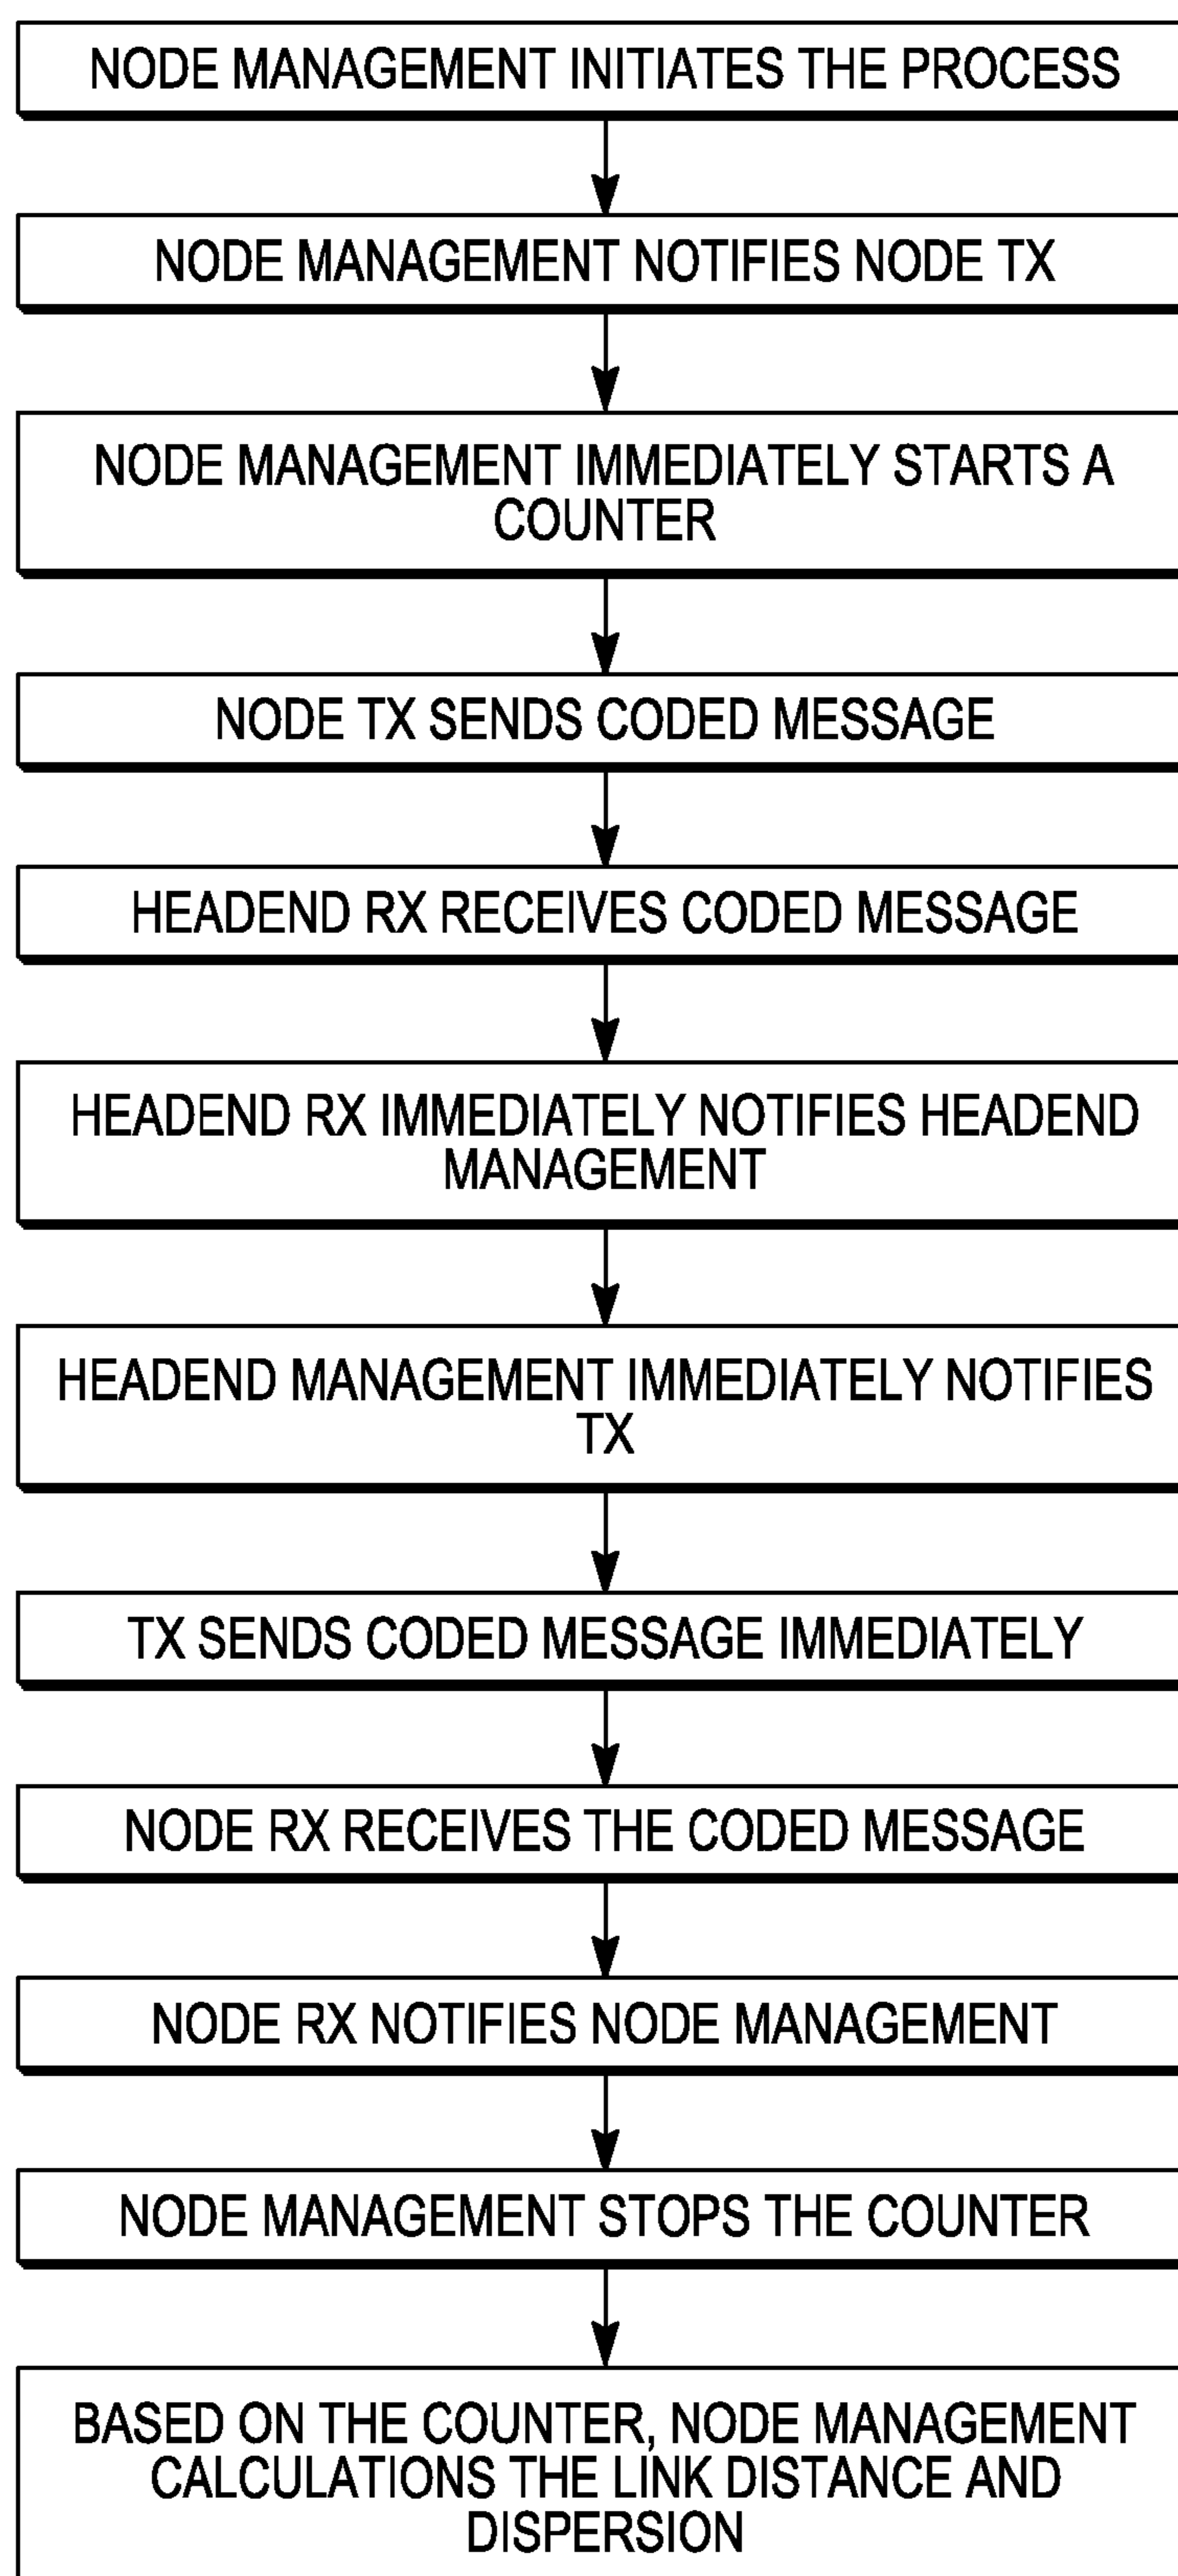 NODE MANAGEMENT INITIATES THE PROCESS
NODE MANAGEMENT NOTIFIES NODE TX
NODE MANAGEMENT IMMEDIATELY STARTS A
COUNTER
NODE TX SENDS CODED MESSAGE
HEADEND RX RECEIVES CODED MESSAGE
HEADEND RX IMMEDIATELY NOTIFIES HEADEND
MANAGEMENT
HEADEND MANAGEMENT IMMEDIATELY NOTIFIES
TX
TX SENDS CODED MESSAGE IMMEDIATELY
NODE RX RECEIVES THE CODED MESSAGE
NODE RX NOTIFIES NODE MANAGEMENT
NODE MANAGEMENT STOPS THE COUNTER
BASED ON THE COUNTER, NODE MANAGEMENT
CALCULATIONS THE LINK DISTANCE AND
DISPERSION